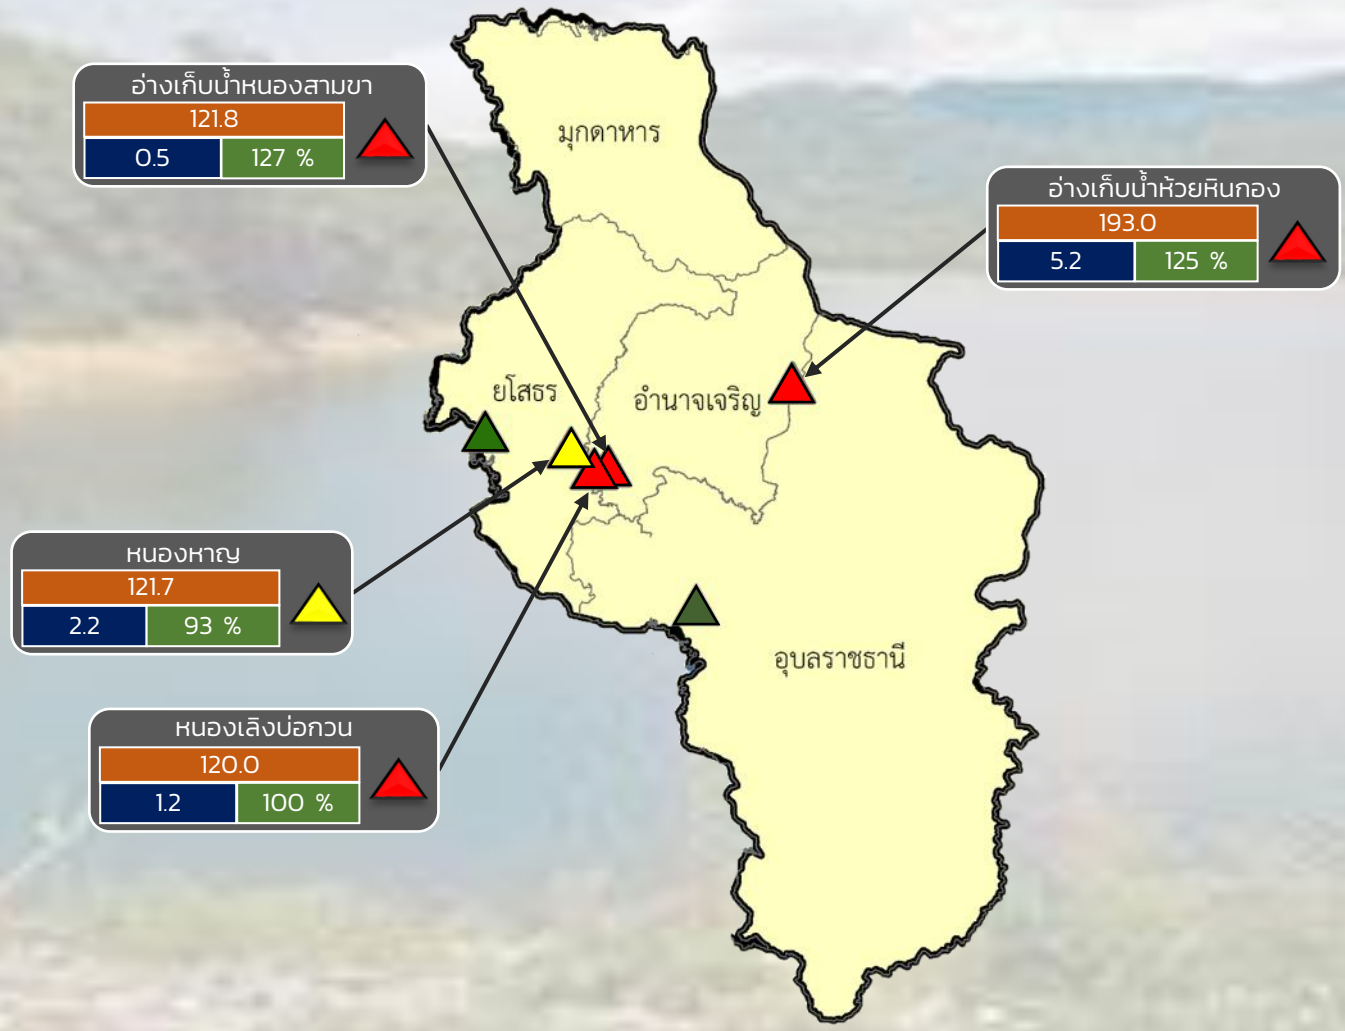 อ่างเก็บน้ำหนองสามขา
121.8
0.5 127 %
มุกดาหาร
อ่างเก็บน้ำห้วยหินกอง
193.0
5.2 125 %
ยโสธร
อำนาจเจริญ
หนองหาญ
121.7
2.2 93 %
อุบลราชธานี
หนองเลิงบ่อกวน
120.0
1.2 100 %